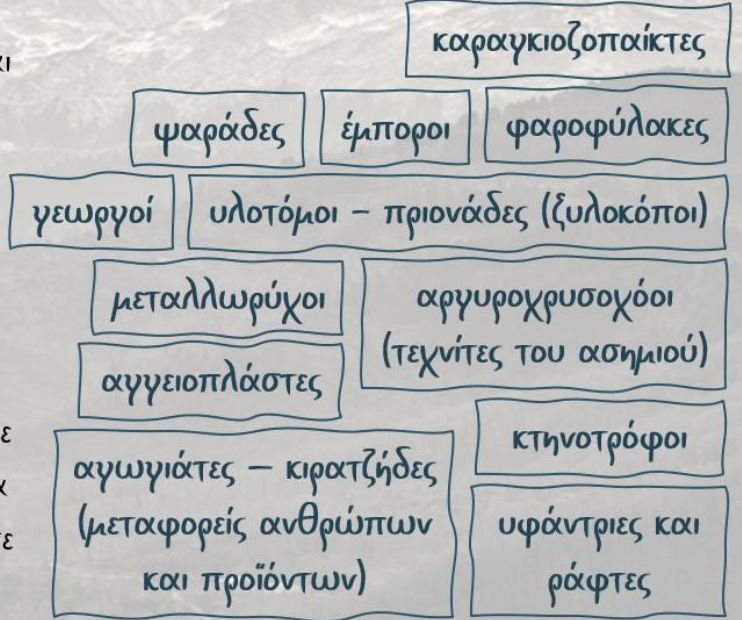 αι
καραγκιοζοπαίκτες
ψαράδες
έμποροι
φαροφύλακες
γεωργοί
υλοτόμοι – πριονάδες (ξυλοκόποι)
μεταλλωρύχοι
αργυροχρυσοχόοι
(τεχνίτες του ασημιού)
αγγειοπλάστες
κτηνοτρόφοι
αγωγιάτες – κιρατζήδες
(μεταφορείς ανθρώπων
και προϊόντων)
υφάντριες και
ράφτες